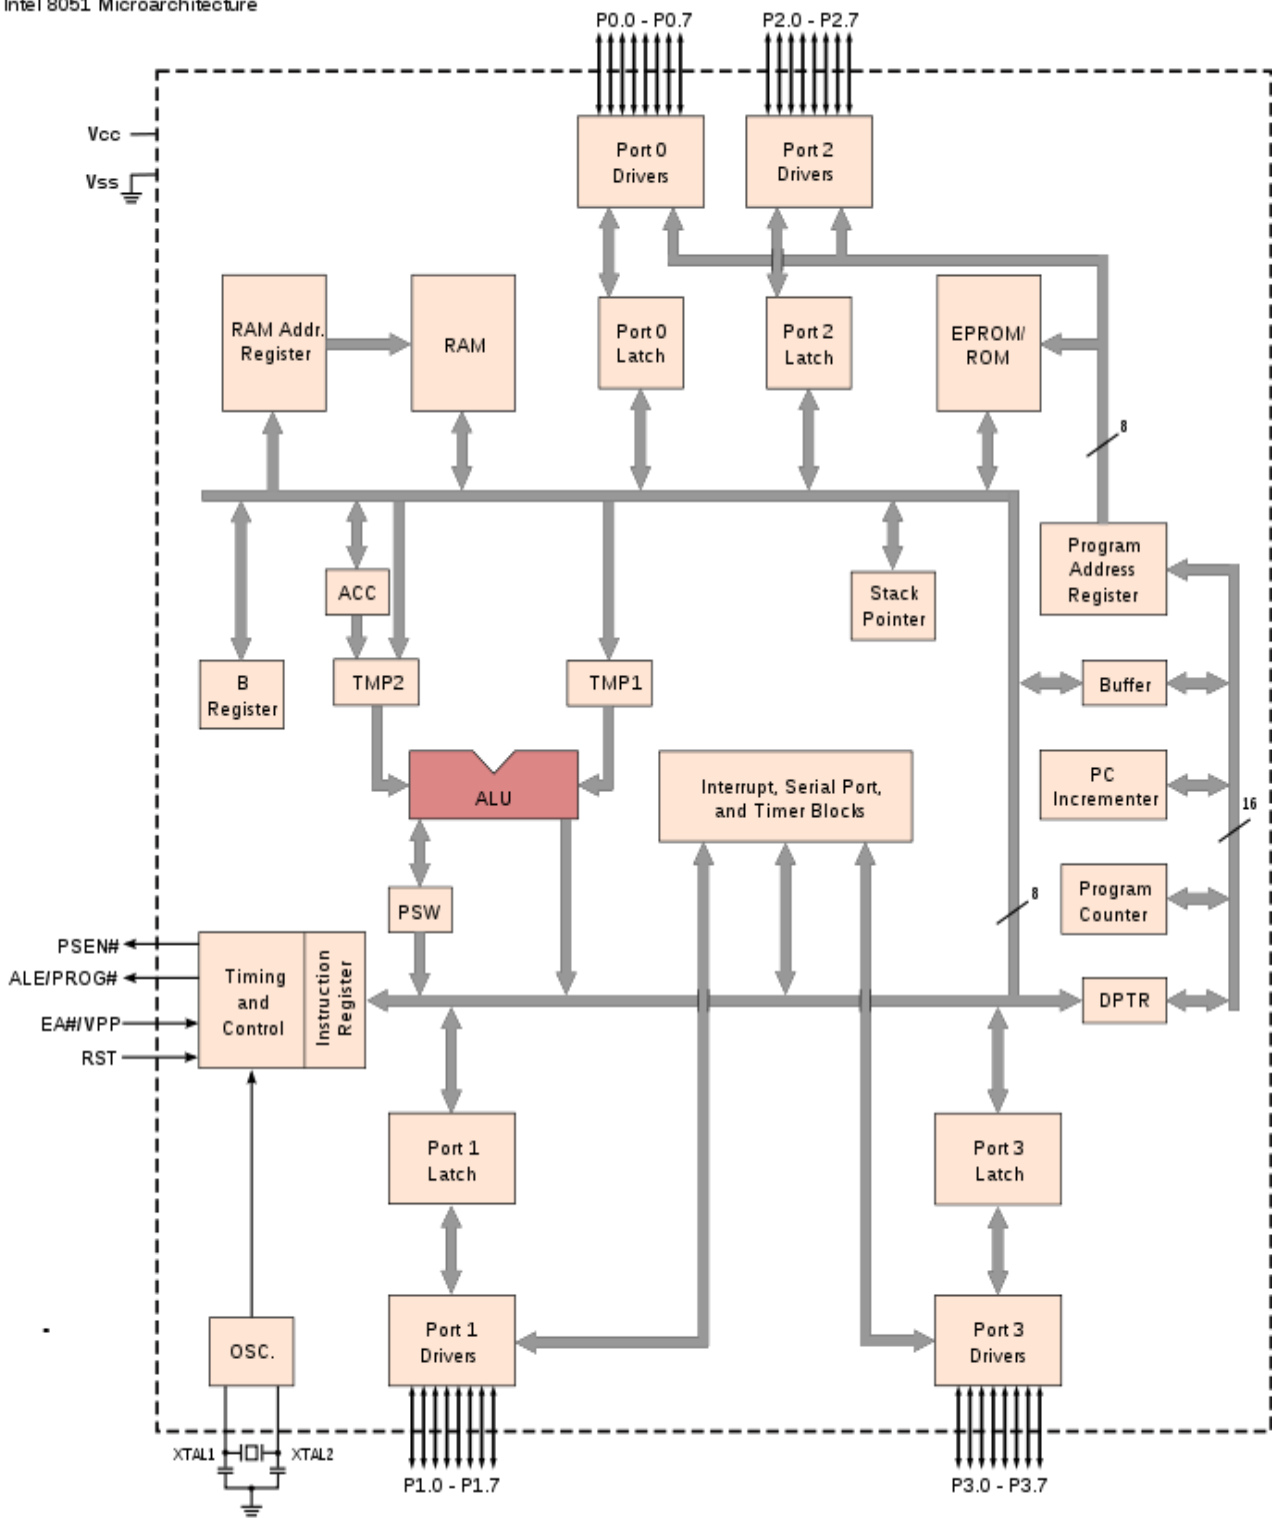 Intel 8051 Microarchitecture
P0.0 - P0.7
P2.0 - P2.7
Vcc
Vss
Port 0
Drivers
Port 2
Drivers
RAM Addr.
Register
RAM
Port 0
Latch
Port 2
Latch
EPROM/
ROM
8
Program
Address
Register
ACC
Stack
Pointer
B
Register
TMP2
TMP1
Buffer
ALU
Interrupt, Serial Port,
and Timer Blocks
PC
Incrementer
16
PSW
8
Program
Counter
PSEN#
ALE/PROG#
EA#/VPP
RST
Timing
and
Control
Instruction
Register
DPTR
Port 1
Latch
Port 3
Latch
OSC.
Port 1
Drivers
Port 3
Drivers
XTAL1
XTAL2
P1.0 - P1.7
P3.0 - P3.7